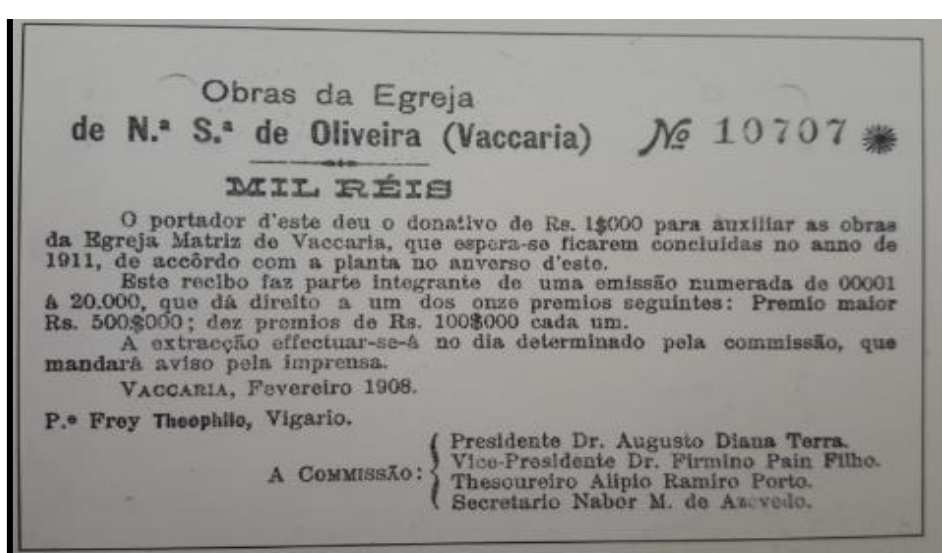 Obras da Egreja
de N.ª S.ª de Oliveira (Vaccaria) № 10707
MIL RÉIS
O portador d'este deu o donativo de Rs. 1$000 para auxiliar as obras
da Egreja Matriz de Vaccaria, que espera-se ficarem concluidas no anno de
1911, de accôrdo com a planta no anverso d'este.
Este recibo faz parte integrante de uma emissão numerada de 00001
á 20.000, que dá direito a um dos onze premios seguintes: Premio maior
Rs. 500$000; dez premios de Rs. 100$000 cada um.
A extracção effectuar-se-á no dia determinado pela commissão, que
mandará aviso pela imprensa.
VACCARIA, Fevereiro 1908.
P.e Frey Theophilo, Vigario.
A COMMISSÃO:
Presidente Dr. Augusto Diana Terra.
Vice-Presidente Dr. Firmino Pain Filho.
Thesoureiro Alipio Ramiro Porto.
Secretario Nabor M. de Azevedo.